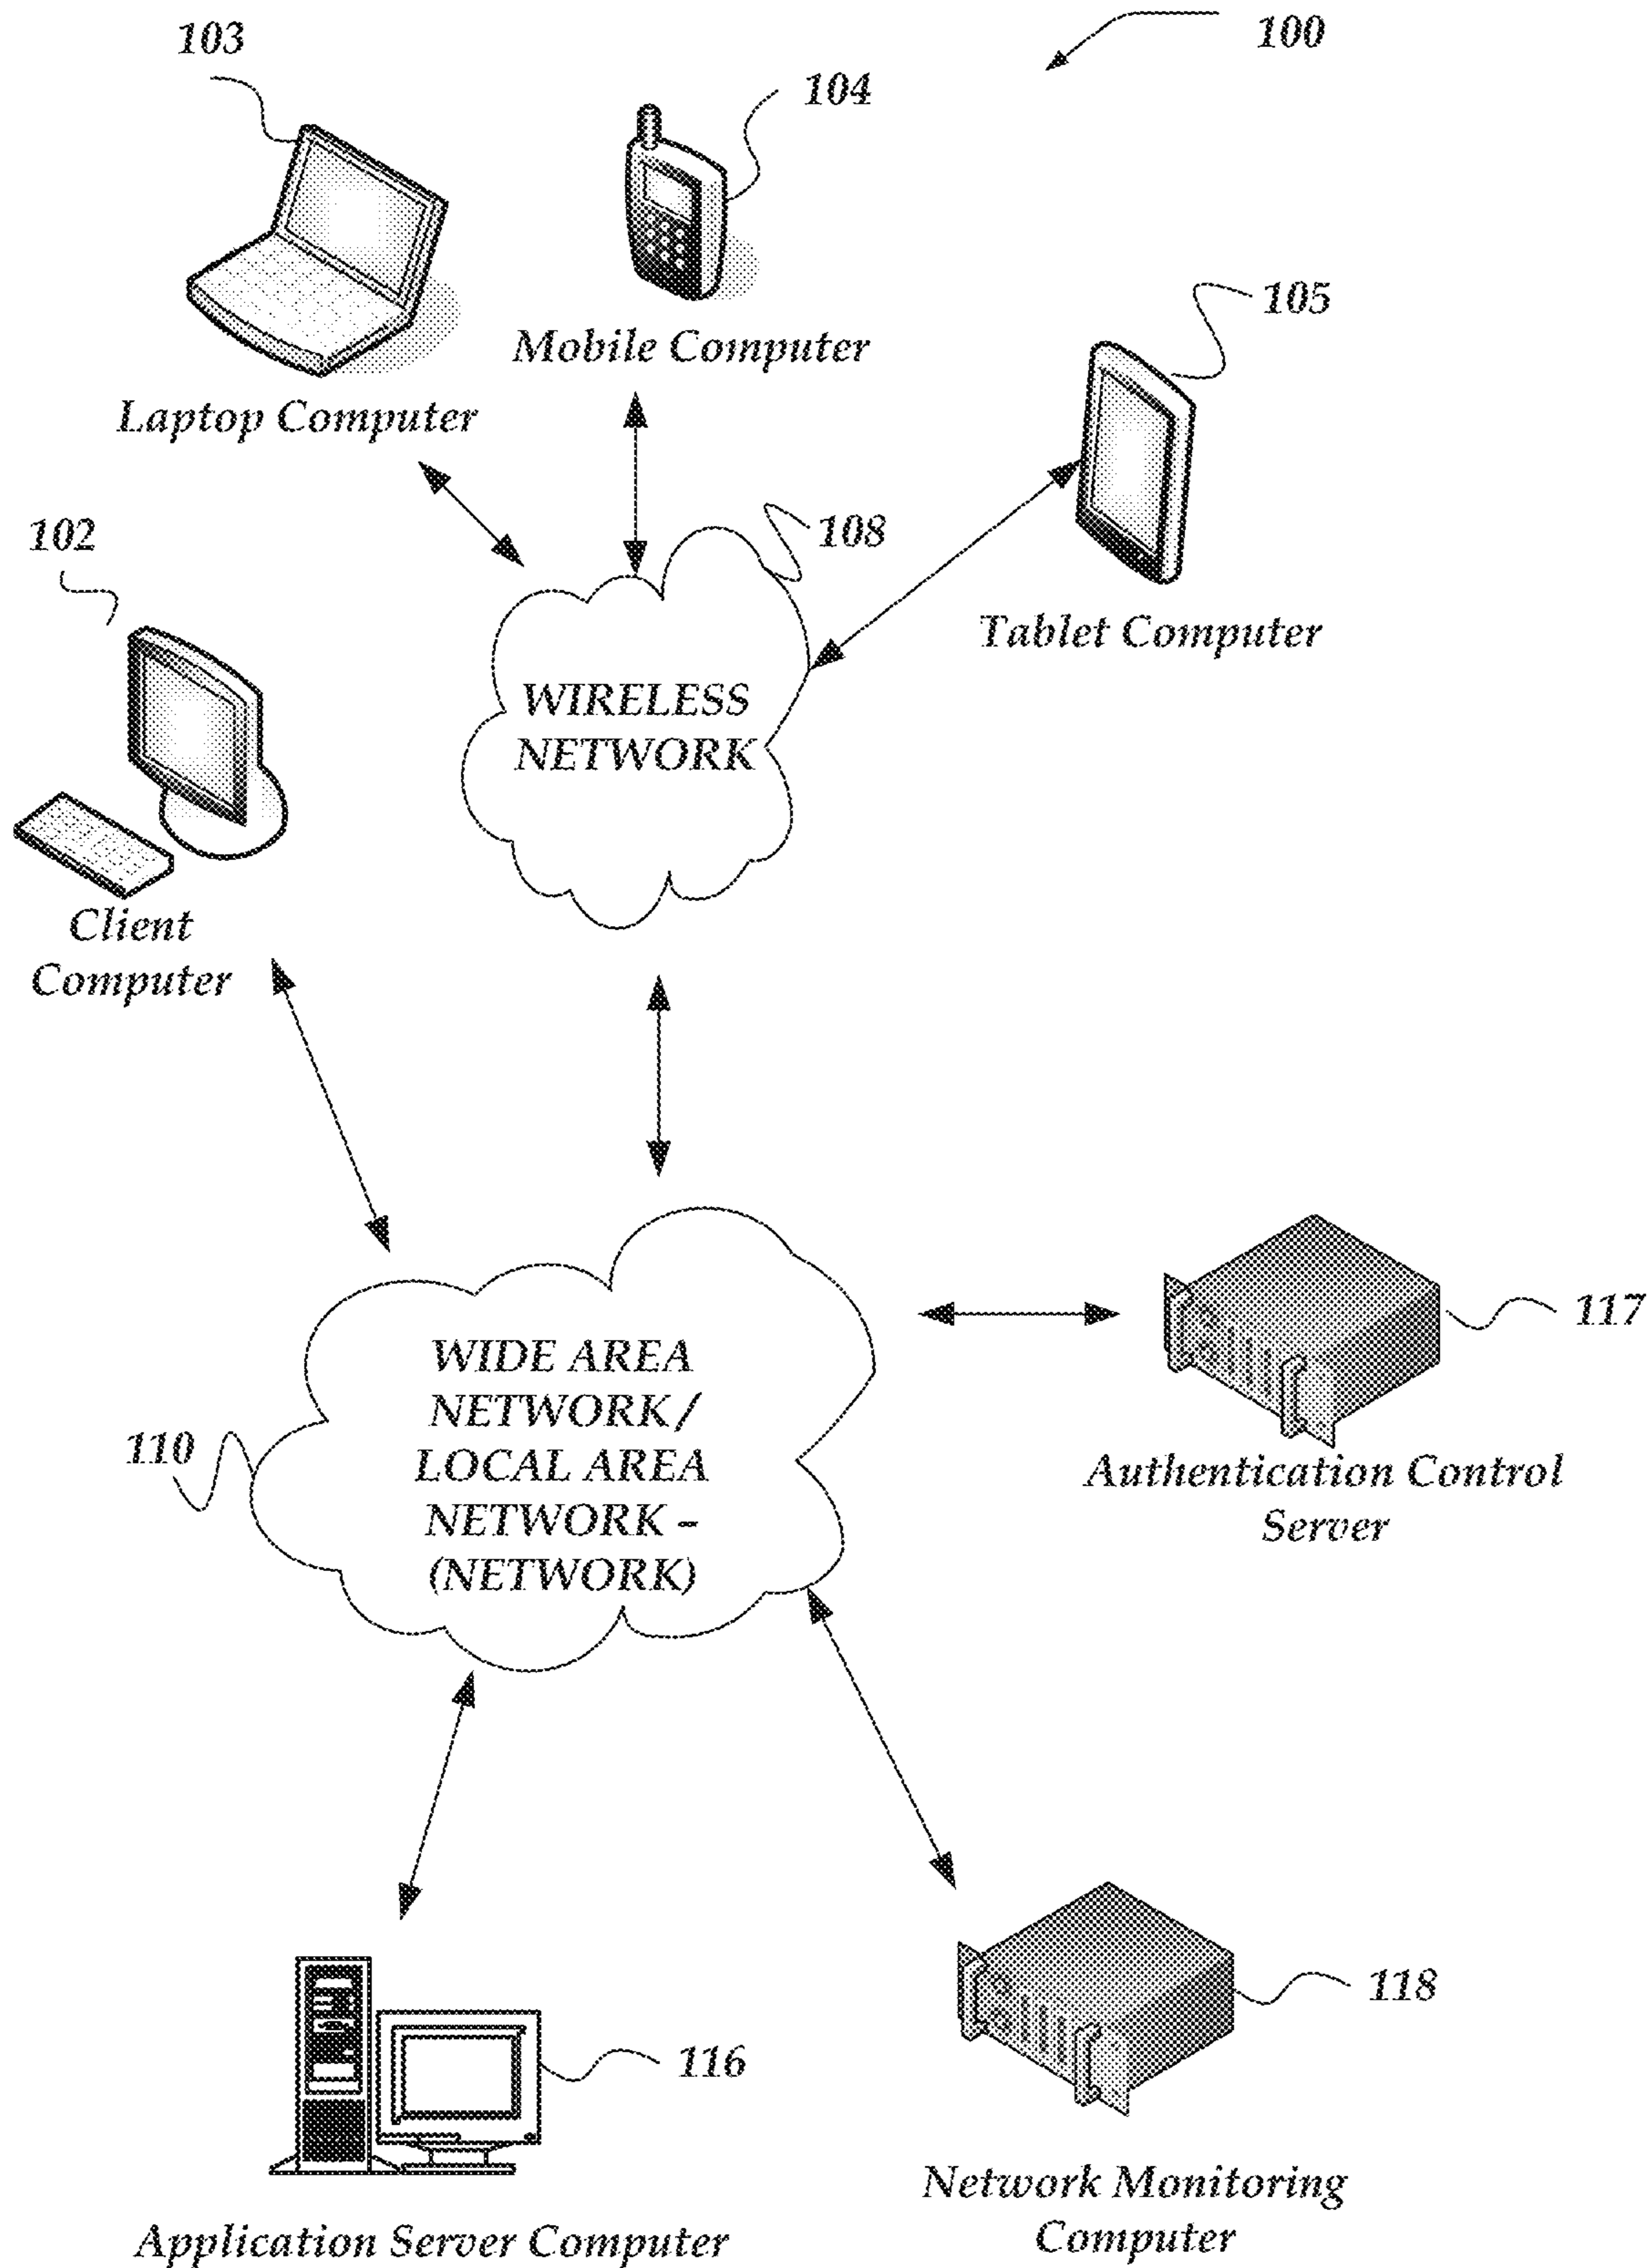 100
103
104
Mobile Computer
105
Laptop Computer
102
108
Tablet Computer
WIRELESS
NETWORK
Client
Computer
117
WIDE AREA
NETWORK/
LOCAL AREA
NETWORK –
(NETWORK)
110
Authentication Control
Server
118
116
Network Monitoring
Computer
Application Server Computer